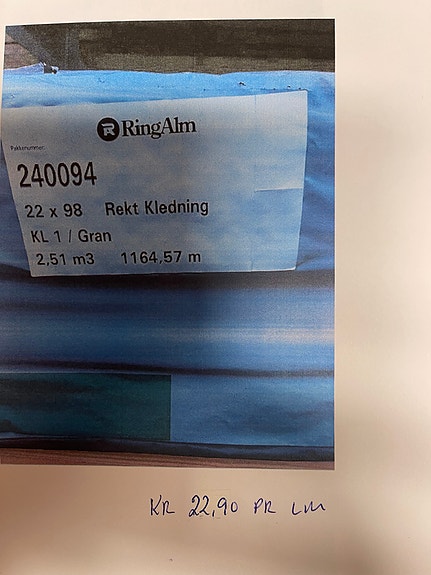 RingAlm
Pakkenummer:
240094
22 x 98 Rekt Kledning
KL 1 / Gran
2,51 m3 1164,57 m
KR 22,90 PR LM